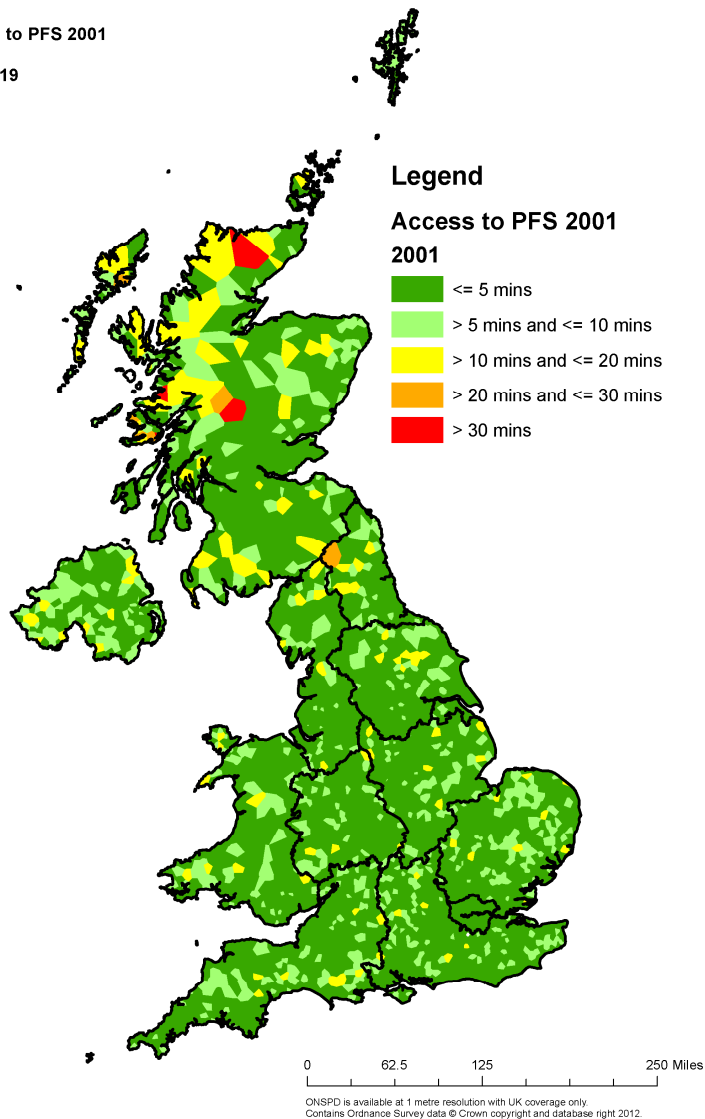 to PFS 2001
19
Legend
Access to PFS 2001
2001
<= 5 mins
> 5 mins and <= 10 mins
> 10 mins and <= 20 mins
> 20 mins and <= 30 mins
> 30 mins
0 62.5 125 250 Miles
ONSPD is available at 1 metre resolution with UK coverage only.
Contains Ordnance Survey data © Crown copyright and database right 2012.